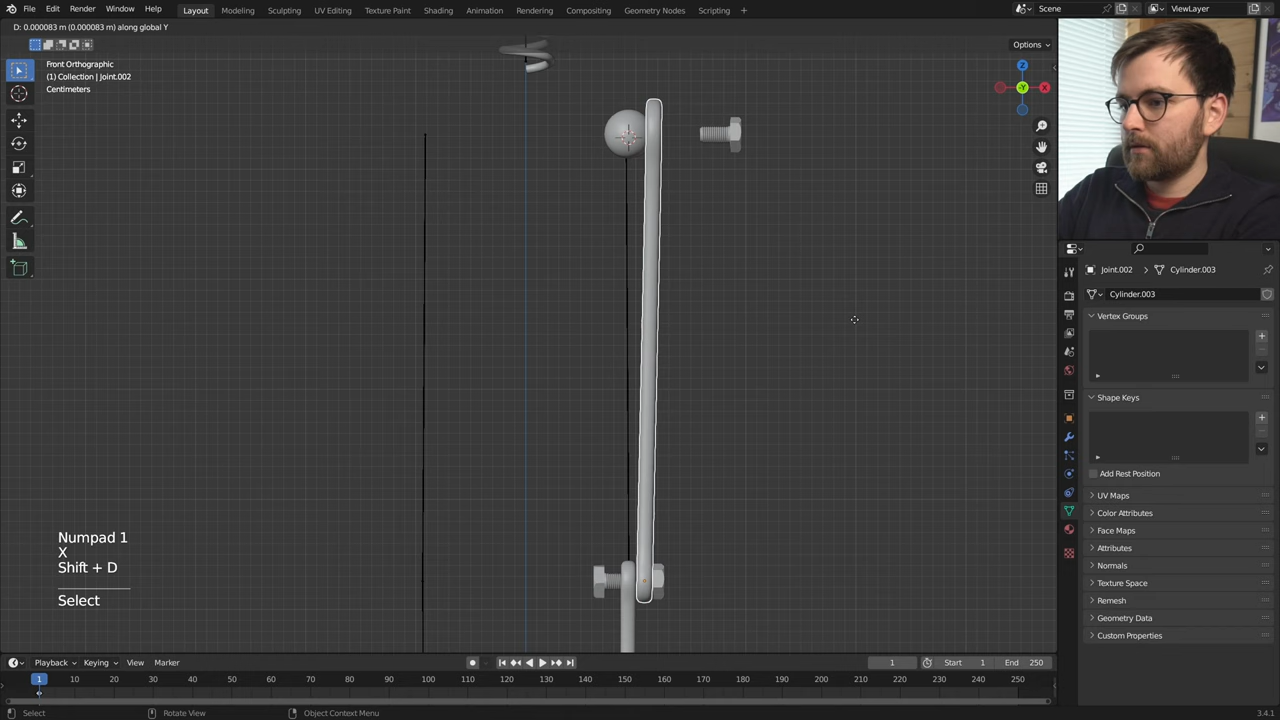 File Edit Render Window Help
Layout Modeling Sculpting UV Editing Texture Paint Shading Animation Rendering Compositing Geometry Nodes Scripting
Scene
ViewLayer
D: 0.000083 m (0.000083 m) along global Y
Options
Front Orthographic
(1) Collection | Joint.002
Centimeters
Z
Y
X
Joint.002
Cylinder.003
Cylinder.003
Vertex Groups
Shape Keys
Add Rest Position
UV Maps
Color Attributes
Face Maps
Attributes
Normals
Texture Space
Remesh
Geometry Data
Custom Properties
Numpad 1
X
Shift + D
Select
Playback Keying View Marker
1
Start 1
End 250
1 10 20 30 40 50 60 70 80 90 100 110 120 130 140 150 160 170 180 190 200 210 220 230 240 250
Select
Rotate View
Object Context Menu
3.4.1